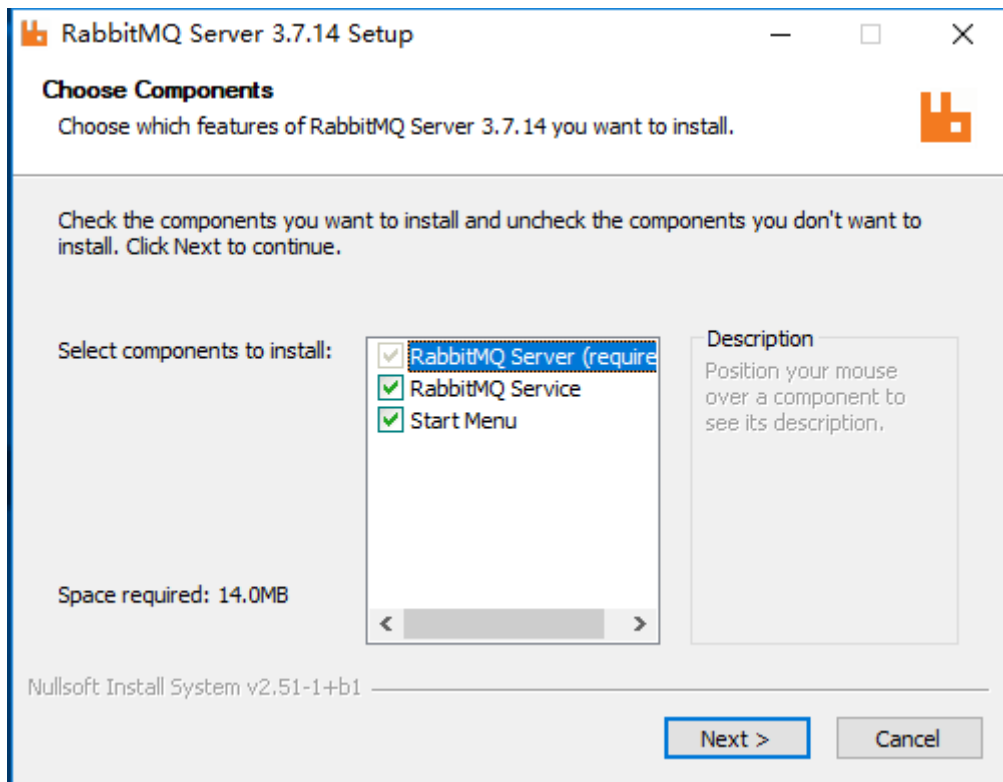 RabbitMQ Server 3.7.14 Setup
Choose Components
Choose which features of RabbitMQ Server 3.7.14 you want to install.
Check the components you want to install and uncheck the components you don't want to
install. Click Next to continue.
Select components to install:
RabbitMQ Server (require
RabbitMQ Service
Start Menu
Description
Position your mouse
over a component to
see its description.
Space required: 14.0MB
Nullsoft Install System v2.51-1+b1
Next >
Cancel